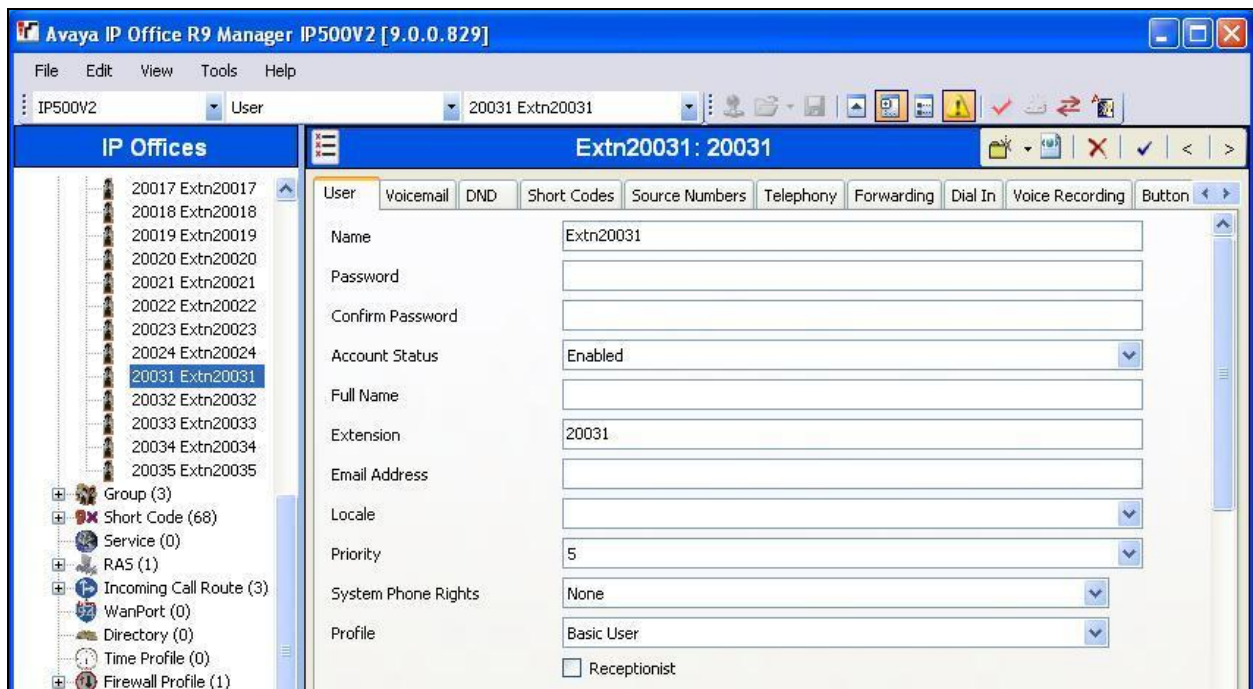 Avaya IP Office R9 Manager IP500V2 [9.0.0.829]
File Edit View Tools Help
IP500V2 User 20031 Extn20031
IP Offices
Extn20031: 20031
20017 Extn20017
20018 Extn20018
20019 Extn20019
20020 Extn20020
20021 Extn20021
20022 Extn20022
20023 Extn20023
20024 Extn20024
20031 Extn20031
20032 Extn20032
20033 Extn20033
20034 Extn20034
20035 Extn20035
Group (3)
Short Code (68)
Service (0)
RAS (1)
Incoming Call Route (3)
WanPort (0)
Directory (0)
Time Profile (0)
Firewall Profile (1)
User Voicemail DND Short Codes Source Numbers Telephony Forwarding Dial In Voice Recording Button
Name Extn20031
Password
Confirm Password
Account Status Enabled
Full Name
Extension 20031
Email Address
Locale
Priority 5
System Phone Rights None
Profile Basic User
Receptionist